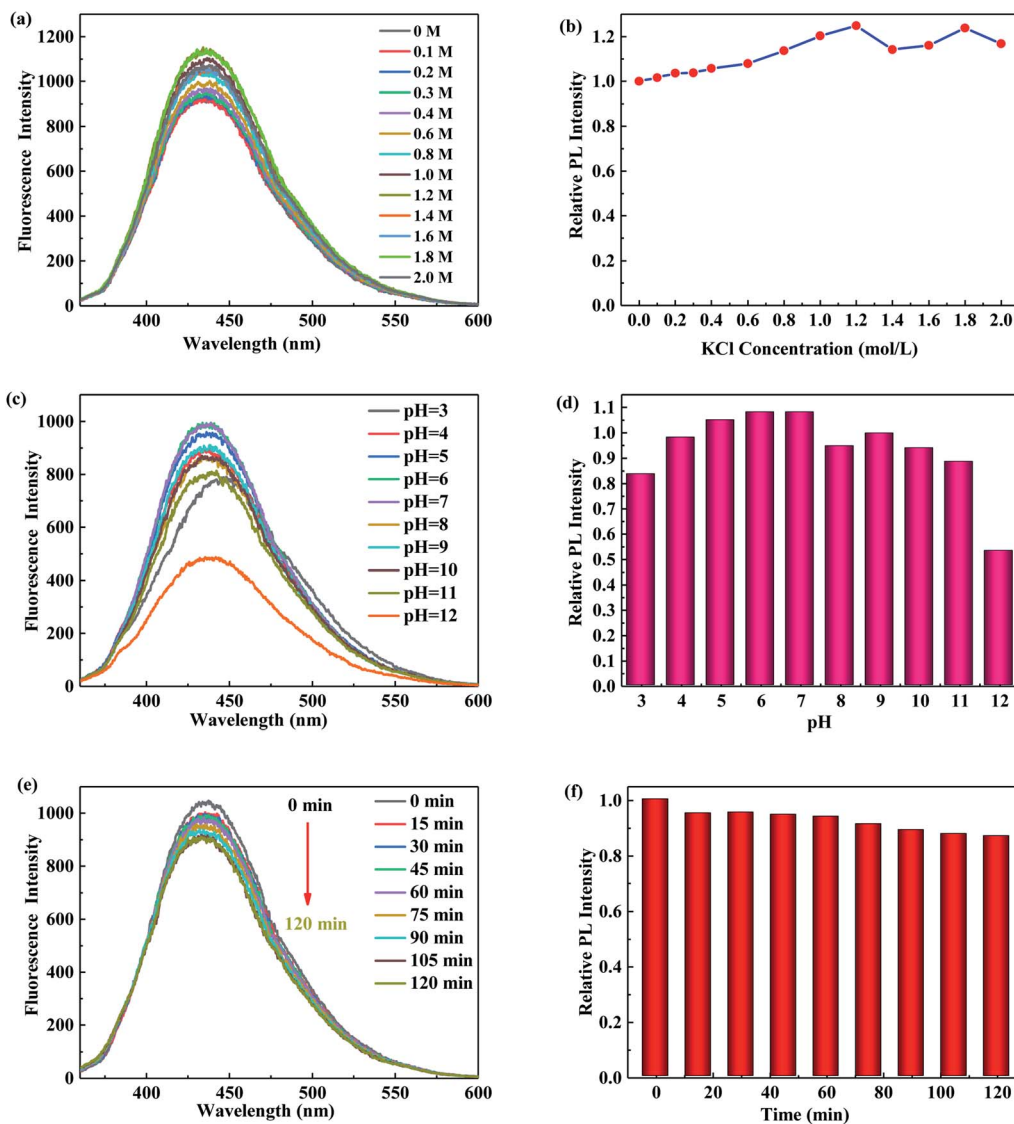 (a)
1200
1000
800
600
400
200
0
400
450
500
550
600
Fluorescence Intensity
Wavelength (nm)
0 M
0.1 M
0.2 M
0.3 M
0.4 M
0.6 M
0.8 M
1.0 M
1.2 M
1.4 M
1.6 M
1.8 M
2.0 M
(b)
1.2
1.0
0.8
0.6
0.4
0.2
0.0
0.0
0.2
0.4
0.6
0.8
1.0
1.2
1.4
1.6
1.8
2.0
Relative PL Intensity
KCl Concentration (mol/L)
(c)
1000
800
600
400
200
0
400
450
500
550
600
Fluorescence Intensity
Wavelength (nm)
pH=3
pH=4
pH=5
pH=6
pH=7
pH=8
pH=9
pH=10
pH=11
pH=12
(d)
1.1
1.0
0.9
0.8
0.7
0.6
0.5
0.4
0.3
0.2
0.1
0.0
3
4
5
6
7
8
9
10
11
12
Relative PL Intensity
pH
(e)
1000
800
600
400
200
0
400
450
500
550
600
Fluorescence Intensity
Wavelength (nm)
0 min
120 min
0 min
15 min
30 min
45 min
60 min
75 min
90 min
105 min
120 min
(f)
1.0
0.8
0.6
0.4
0.2
0.0
0
20
40
60
80
100
120
Relative PL Intensity
Time (min)